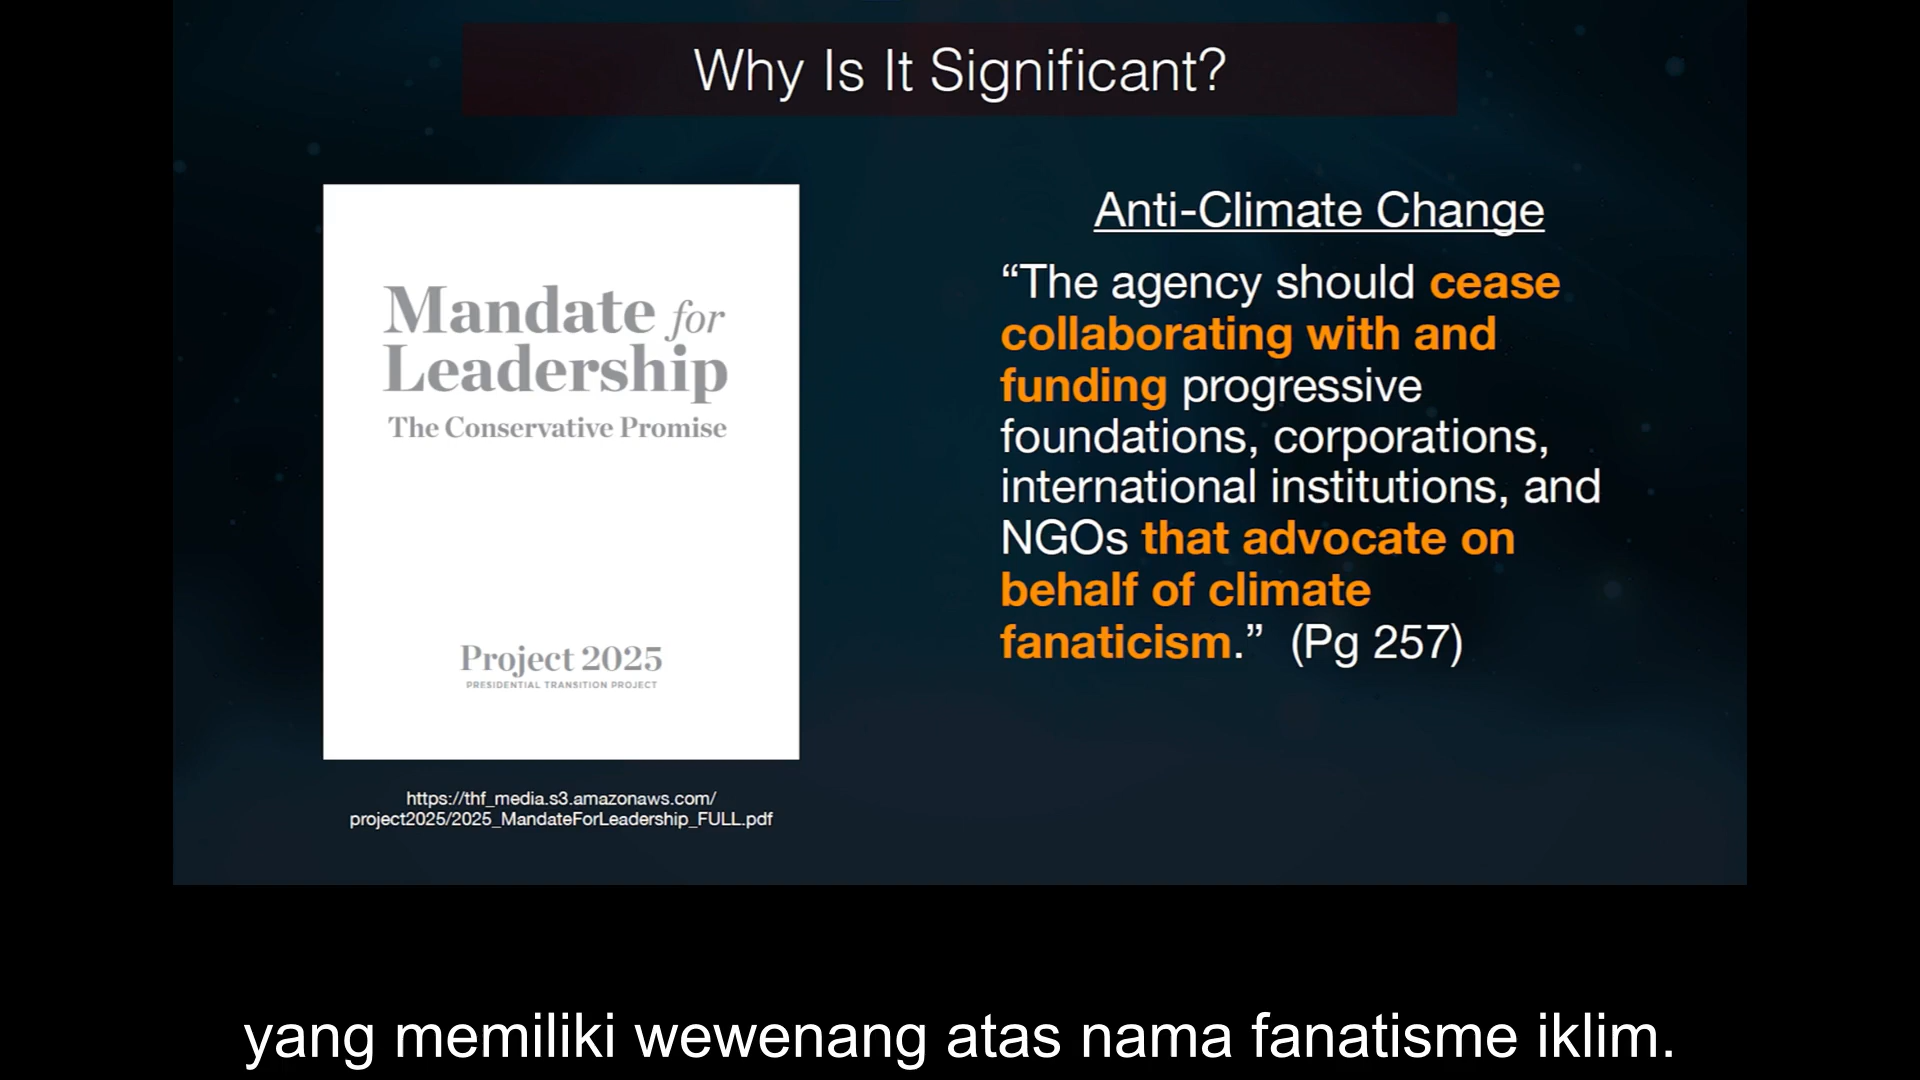 Why Is It Significant?
Mandate for
Leadership
The Conservative Promise
Project 2025
PRESIDENTIAL TRANSITION PROJECT
https://thf_media.s3.amazonaws.com/
project2025/2025_MandateForLeadership_FULL.pdf
Anti-Climate Change
“The agency should cease
collaborating with and
funding progressive
foundations, corporations,
international institutions, and
NGOs that advocate on
behalf of climate
fanaticism.” (Pg 257)
yang memiliki wewenang atas nama fanatisme iklim.